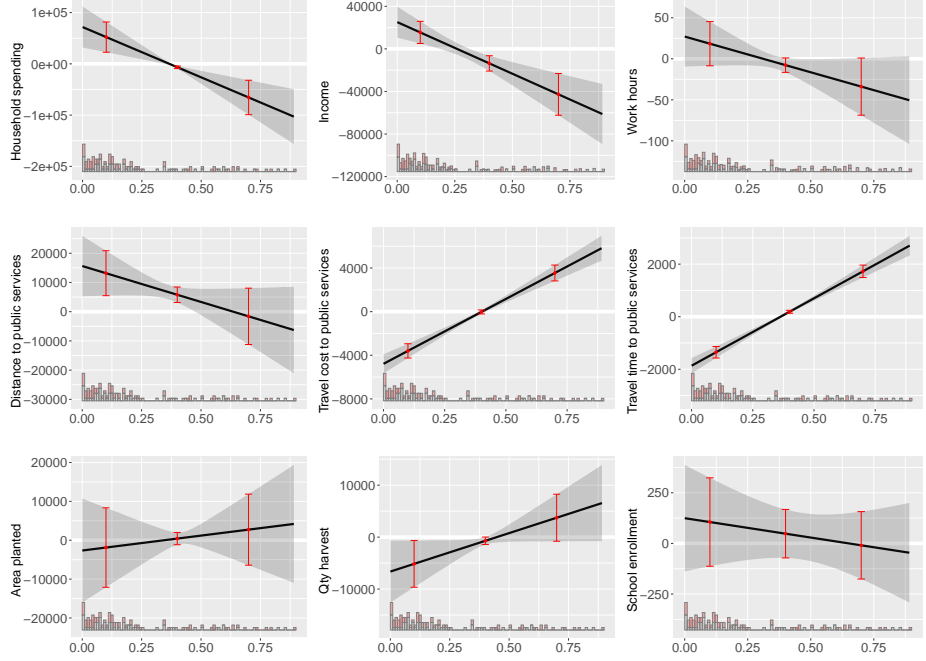 Household spending
1e+05
0e+00
−1e+05
−2e+05
0.00 0.25 0.50 0.75
Income
40000
0
−40000
−80000
−120000
0.00 0.25 0.50 0.75
Work hours
50
0
−50
−100
0.00 0.25 0.50 0.75
Distance to public services
20000
10000
0
−10000
−20000
−30000
0.00 0.25 0.50 0.75
Travel cost to public services
4000
0
−4000
−8000
0.00 0.25 0.50 0.75
Travel time to public services
2000
0
−2000
0.00 0.25 0.50 0.75
Area planted
20000
10000
0
−10000
−20000
0.00 0.25 0.50 0.75
Qty harvest
10000
0
−10000
0.00 0.25 0.50 0.75
School enrollment
250
0
−250
0.00 0.25 0.50 0.75